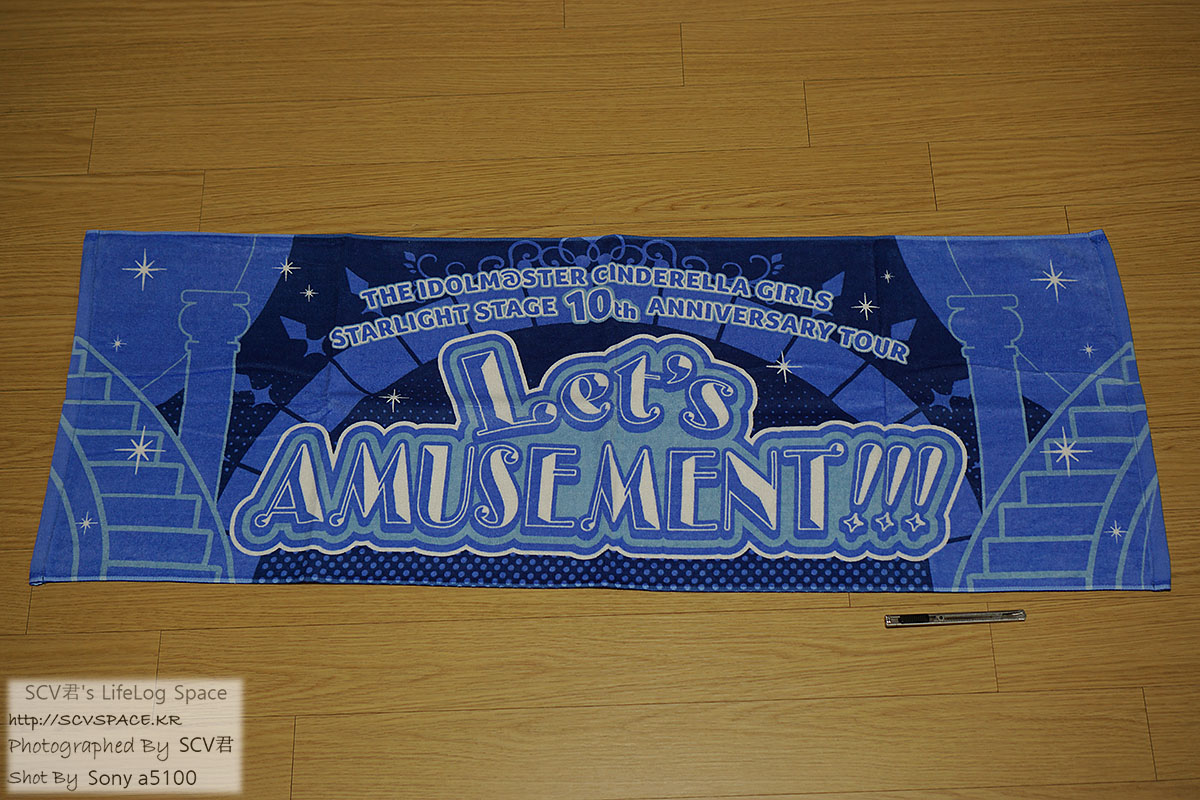 THE IDOLM@STER CINDERELLA GIRLS
STARLIGHT STAGE 10th ANNIVERSARY TOUR
Let's
AMUSEMENT!!!
SCV君's LifeLog Space
http://SCVSPACE.KR
Photographed By SCV君
Shot By Sony a5100